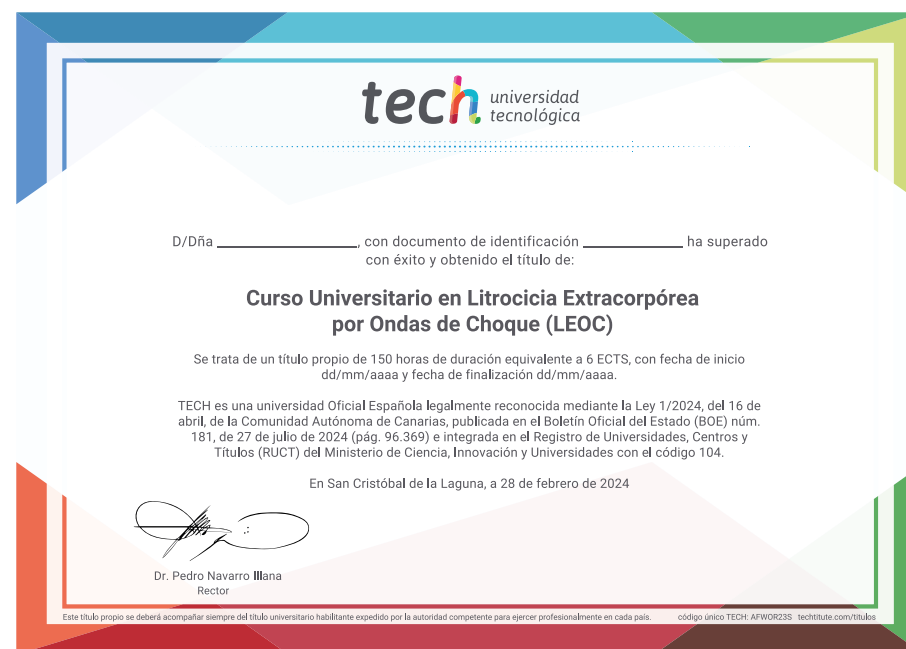 tech universidad
tecnológica
D/Dña ____________________, con documento de identificación ______________ ha superado
con éxito y obtenido el título de:
Curso Universitario en Litrocicia Extracorpórea
por Ondas de Choque (LEOC)
Se trata de un título propio de 150 horas de duración equivalente a 6 ECTS, con fecha de inicio
dd/mm/aaaa y fecha de finalización dd/mm/aaaa.
TECH es una universidad Oficial Española legalmente reconocida mediante la Ley 1/2024, del 16 de
abril, de la Comunidad Autónoma de Canarias, publicada en el Boletín Oficial del Estado (BOE) núm.
181, de 27 de julio de 2024 (pág. 96.369) e integrada en el Registro de Universidades, Centros y
Títulos (RUCT) del Ministerio de Ciencia, Innovación y Universidades con el código 104.
En San Cristóbal de la Laguna, a 28 de febrero de 2024
Dr. Pedro Navarro Illana
Rector
Este título propio se deberá acompañar siempre del título universitario habilitante expedido por la autoridad competente para ejercer profesionalmente en cada país. código único TECH: AFWOR23S techtitute.com/titulos